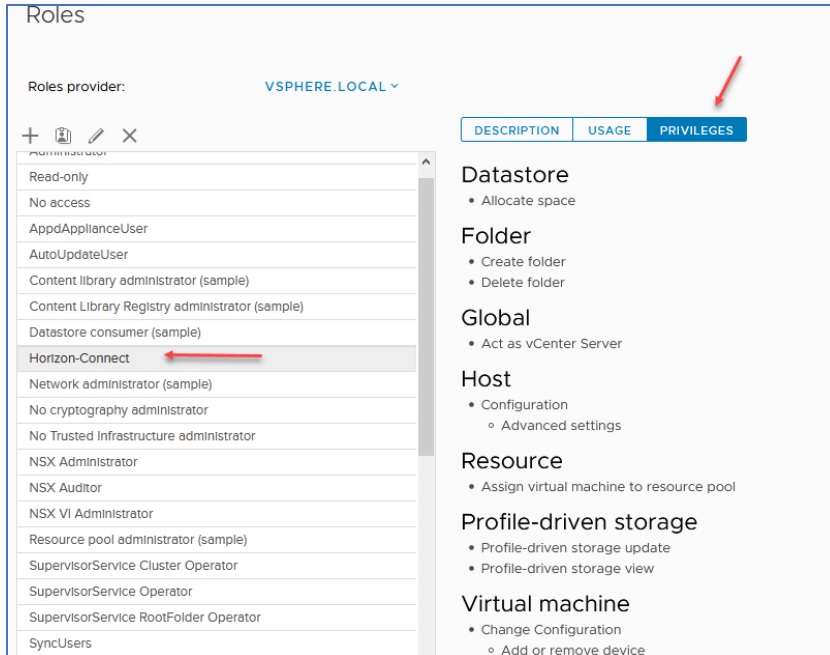 Roles
Roles provider:
VSPHERE.LOCAL
Administrator
Read-only
No access
AppdApplianceUser
AutoUpdateUser
Content library administrator (sample)
Content Library Registry administrator (sample)
Datastore consumer (sample)
Horizon-Connect
Network administrator (sample)
No cryptography administrator
No Trusted Infrastructure administrator
NSX Administrator
NSX Auditor
NSX VI Administrator
Resource pool administrator (sample)
SupervisorService Cluster Operator
SupervisorService Operator
SupervisorService RootFolder Operator
SyncUsers
DESCRIPTION
USAGE
PRIVILEGES
Datastore
Allocate space
Folder
Create folder
Delete folder
Global
Act as vCenter Server
Host
Configuration
Advanced settings
Resource
Assign virtual machine to resource pool
Profile-driven storage
Profile-driven storage update
Profile-driven storage view
Virtual machine
Change Configuration
Add or remove device